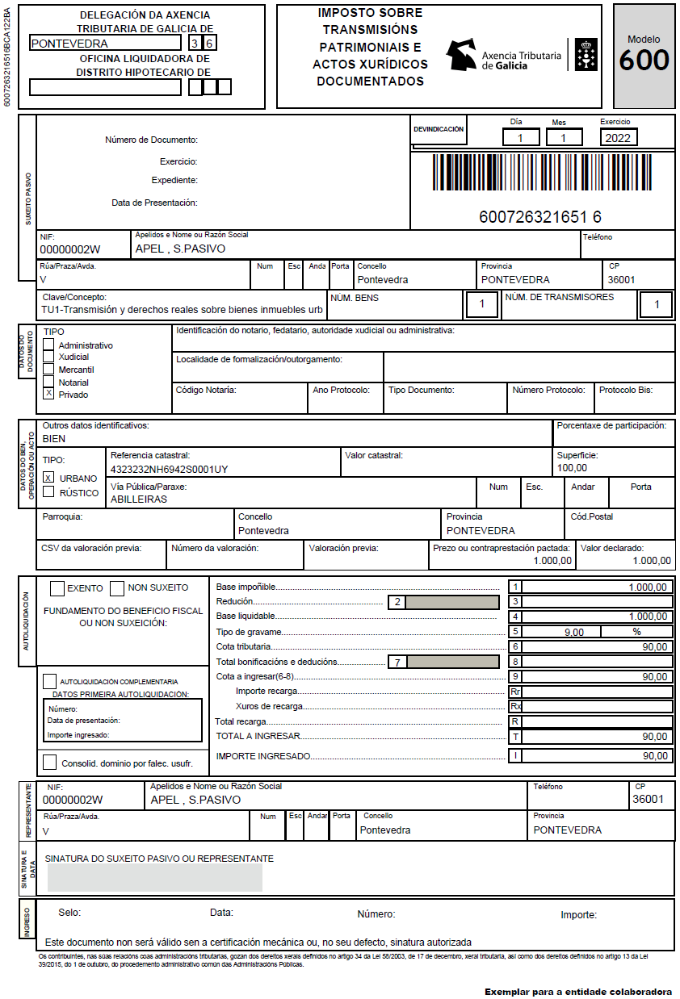 6007263216516BCA122BA
DELEGACIÓN DA AXENCIA
TRIBUTARIA DE GALICIA DE
PONTEVEDRA 3 6
OFICINA LIQUIDADORA DE
DISTRITO HIPOTECARIO DE
IMPOSTO SOBRE
TRANSMISIÓNS
PATRIMONIAIS E
ACTOS XURÍDICOS
DOCUMENTADOS
Axencia Tributaria
de Galicia
Modelo
600
SUXEITO PASIVO
Número de Documento:
Exercicio:
Expediente:
Data de Presentación:
DEVINDICACIÓN
Día Mes Exercicio
1 1 2022
600726321651 6
NIF: Apelidos e Nome ou Razón Social Teléfono
00000002W APEL , S.PASIVO
Rúa/Praza/Avda. Num Esc Anda Porta Concello Provincia CP
V Pontevedra PONTEVEDRA 36001
Clave/Concepto: NÚM. BENS 1 NÚM. DE TRANSMISORES 1
TU1-Transmisión y derechos reales sobre bienes inmuebles urb
DATOS DO DOCUMENTO
TIPO
Administrativo
Xudicial
Mercantil
Notarial
X Privado
Identificación do notario, fedatario, autoridade xudicial ou administrativa:
Localidade de formalización/outorgamento:
Código Notaría: Ano Protocolo: Tipo Documento: Número Protocolo: Protocolo Bis:
DATOS DO BEN, OPERACIÓN OU ACTO
Outros datos identificativos: Porcentaxe de participación:
BIEN
TIPO:
X URBANO
RÚSTICO
Referencia catastral: Valor catastral: Superficie:
4323232NH6942S0001UY 100,00
Vía Pública/Paraxe: Num Esc. Andar Porta
ABILLEIRAS
Parroquia: Concello Provincia Cód.Postal
Pontevedra PONTEVEDRA
CSV da valoración previa: Número da valoración: Valoración previa: Prezo ou contraprestación pactada: Valor declarado:
1.000,00 1.000,00
AUTOLIQUIDACIÓN
EXENTO NON SUXEITO
FUNDAMENTO DO BENEFICIO FISCAL
OU NON SUXEICIÓN:
AUTOLIQUIDACIÓN COMPLEMENTARIA
DATOS PRIMEIRA AUTOLIQUIDACIÓN:
Número:
Data de presentación:
Importe ingresado:
Consolid. dominio por falec. usufr.
Base impoñible 1 1.000,00
Redución 2 3
Base liquidable 4 1.000,00
Tipo de gravame 5 9,00 %
Cota tributaria 6 90,00
Total bonificacións e deducións 7 8
Cota a ingresar(6-8) 9 90,00
Importe recarga Rr
Xuros de recarga Rx
Total recarga R
TOTAL A INGRESAR T 90,00
IMPORTE INGRESADO I 90,00
REPRESENTANTE
NIF: Apelidos e Nome ou Razón Social Teléfono CP
00000002W APEL , S.PASIVO 36001
Rúa/Praza/Avda. Num Esc Andar Porta Concello Provincia
V Pontevedra PONTEVEDRA
SINATURA E DATA
SINATURA DO SUXEITO PASIVO OU REPRESENTANTE
INGRESO
Selo: Data: Número: Importe:
Este documento non será válido sen a certificación mecánica ou, no seu defecto, sinatura autorizada
Os contribuíntes, nas súas relacións coas administracións tributarias, gozan dos dereitos xerais definidos no artigo 34 da Lei 58/2003, de 17 de decembro, xeral tributaria, así como dos dereitos definidos no artigo 13 da Lei
39/2015, do 1 de outubro, do procedemento administrativo común das Administracións Públicas.
Exemplar para a entidade colaboradora